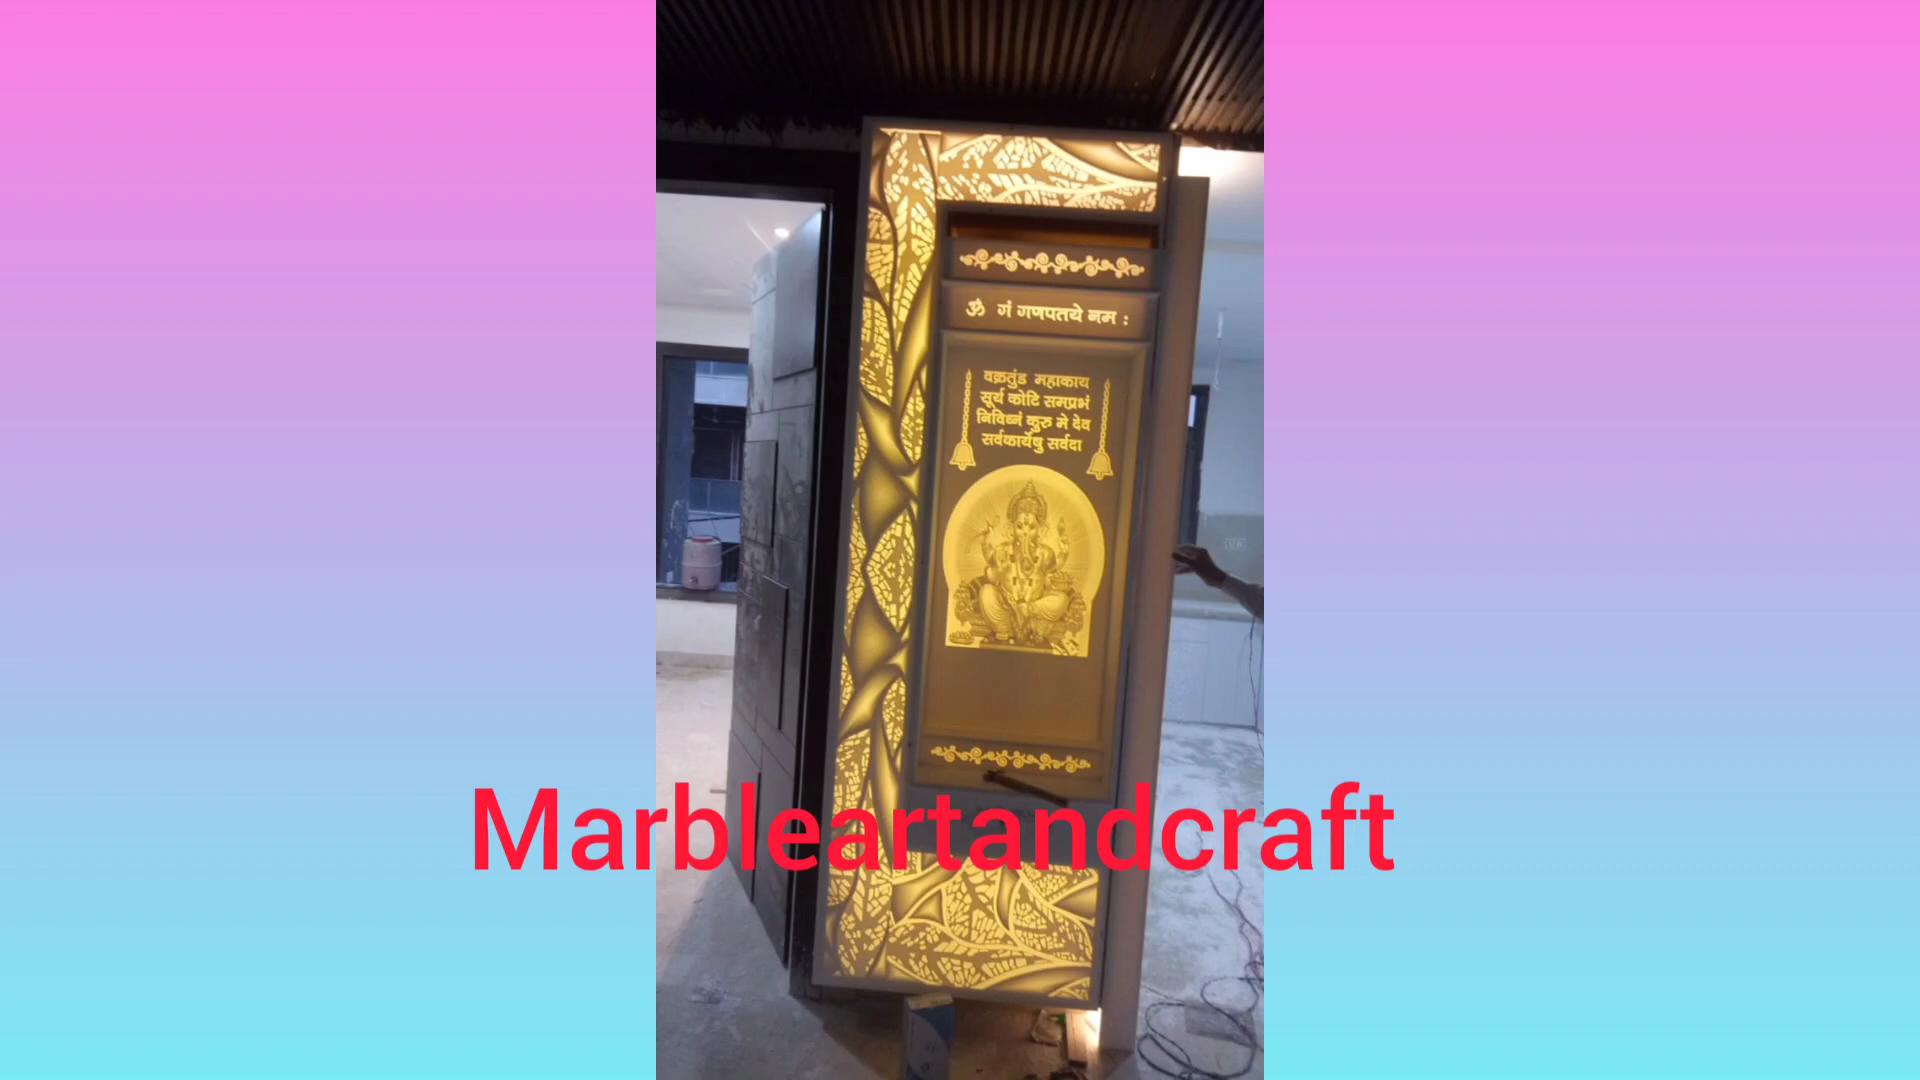 ॐ गं गणपतये नम :
वक्रतुंड महाकाय
सूर्य कोटि समप्रभं
निविध्नं कुरु मे देव
सर्वकार्येषु सर्वदा
Marbleartandcraft